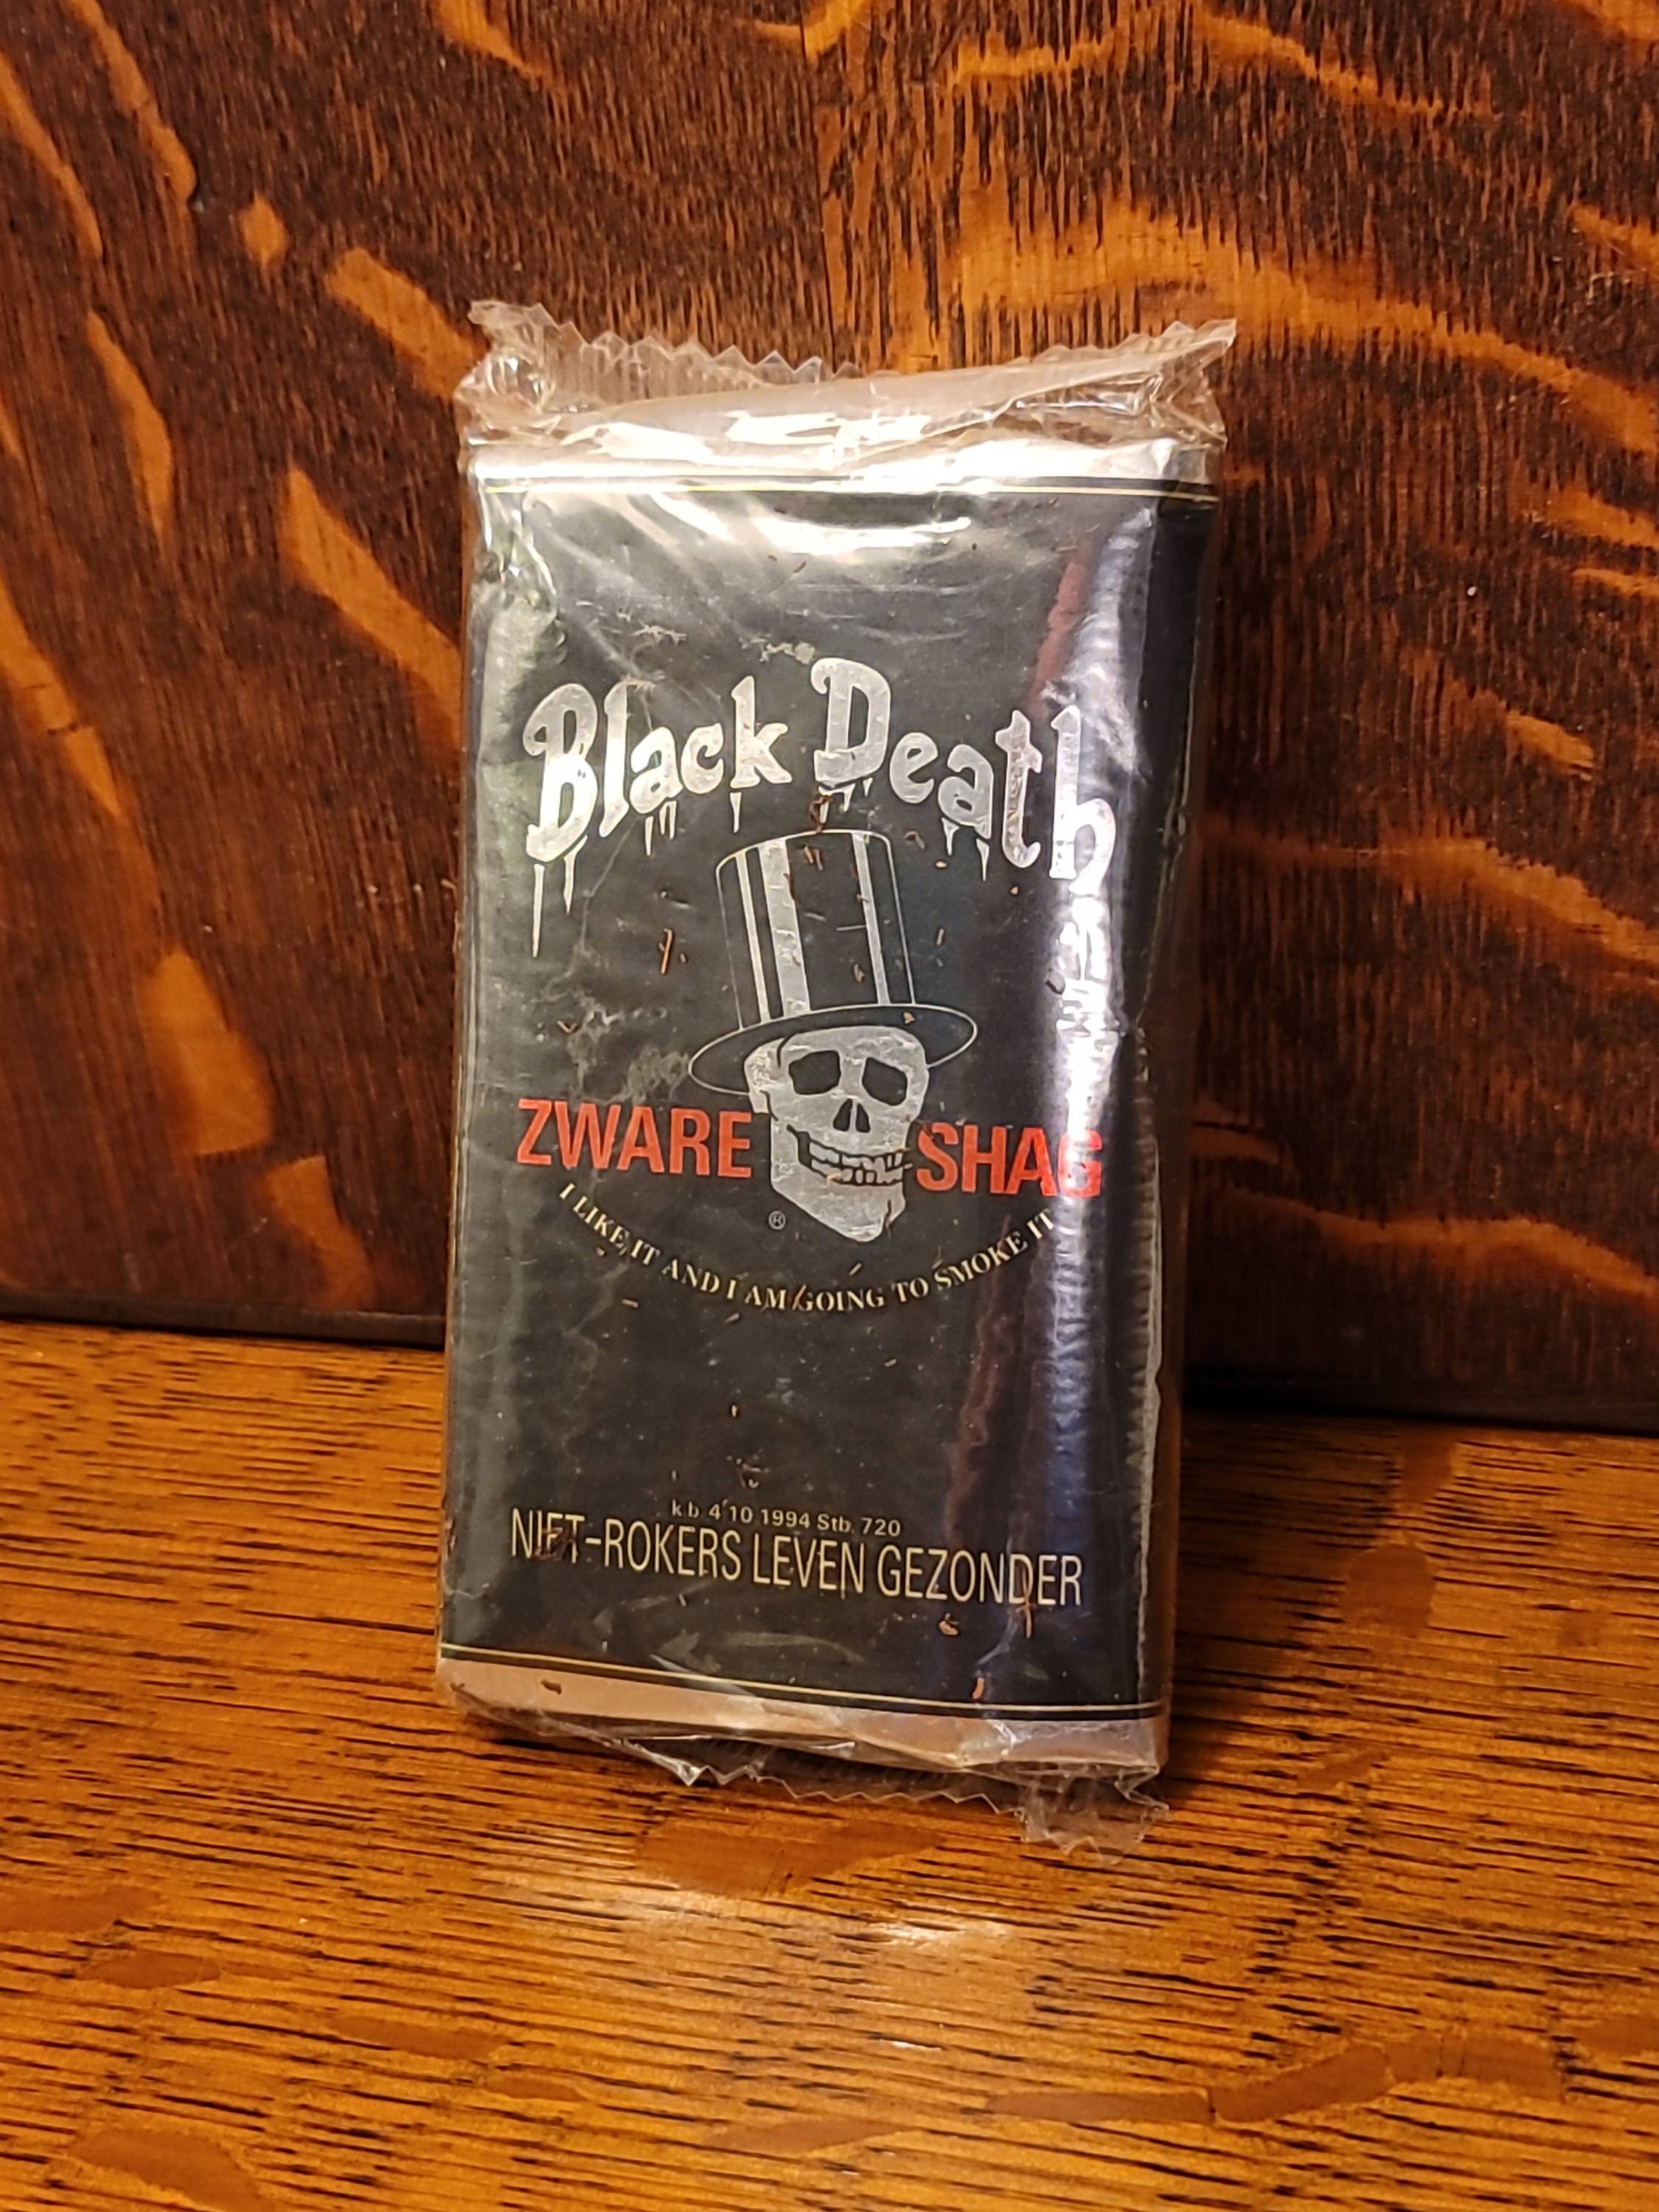 Black Death
ZWARE SHAG
®
I LIKE IT AND I AM GOING TO SMOKE IT
k.b. 4 10 1994 Stb. 720
NIET-ROKERS LEVEN GEZONDER